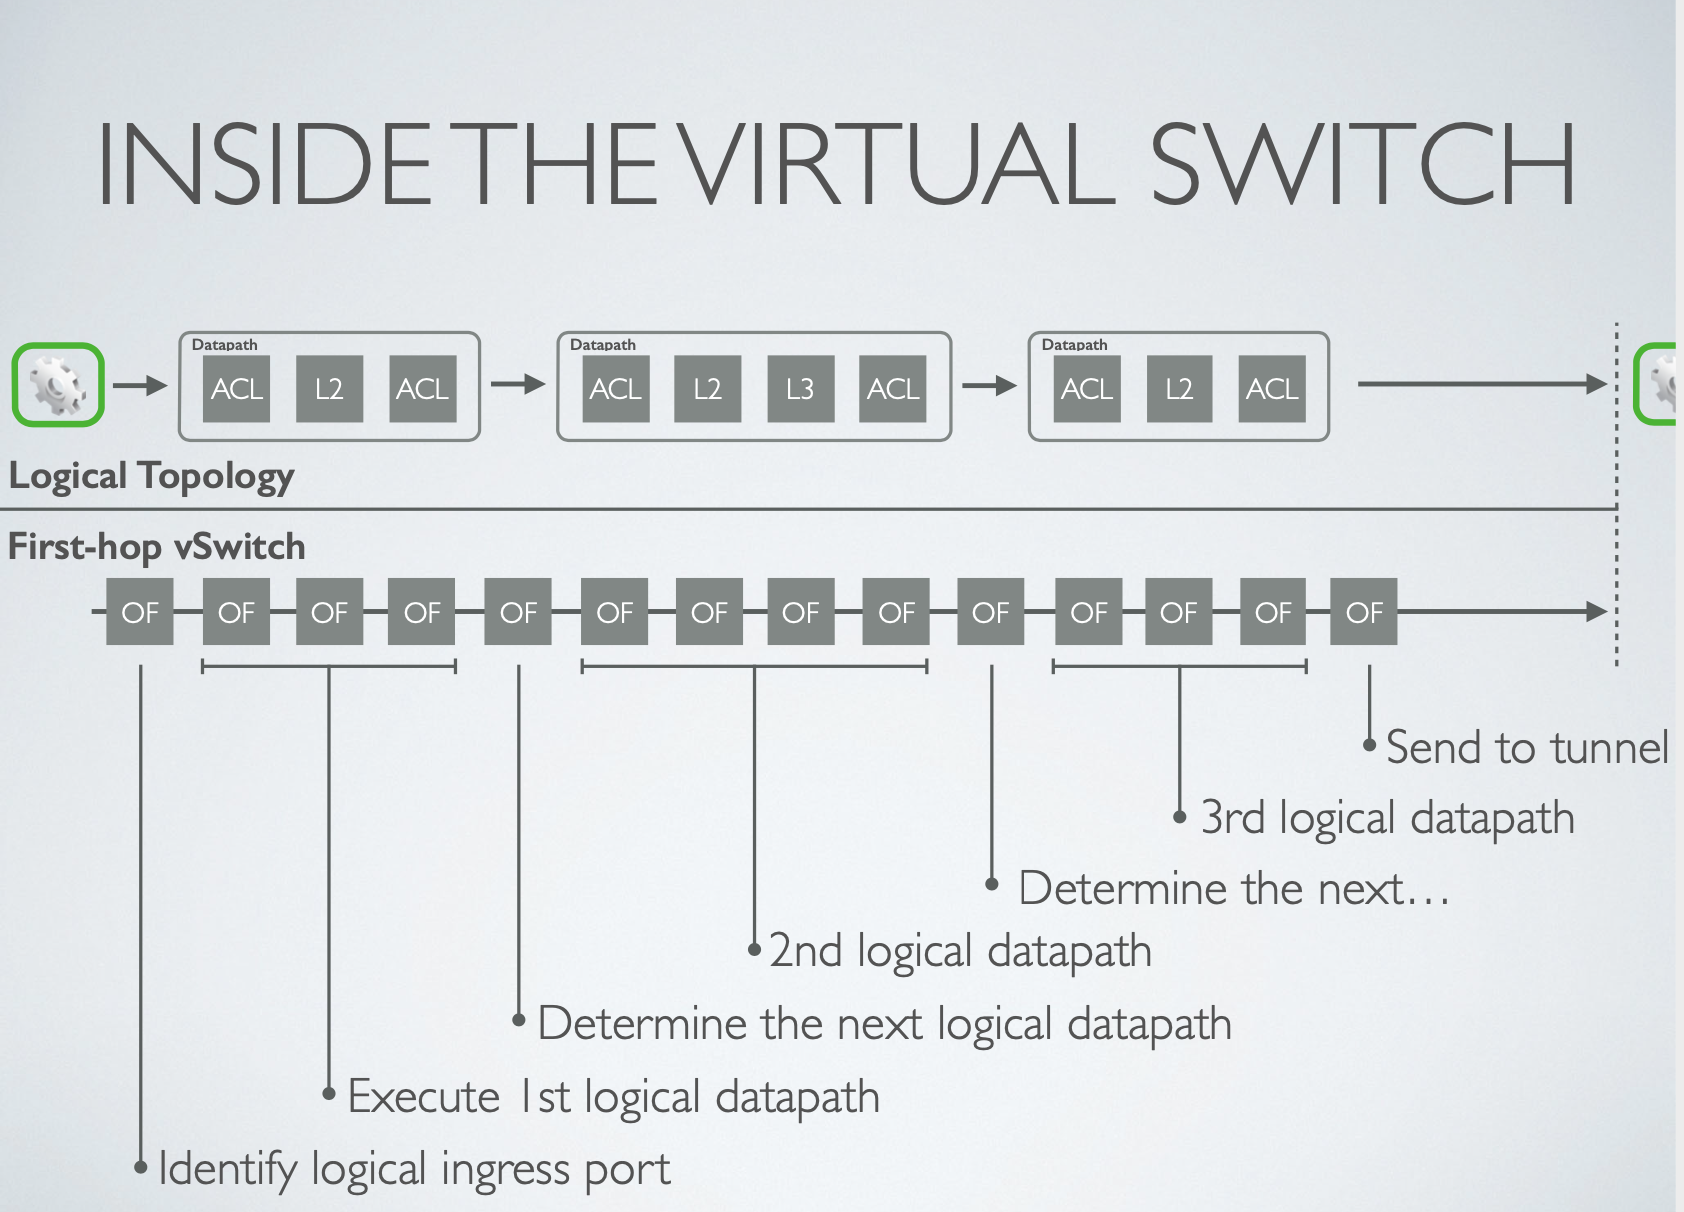 INSIDE THE VIRTUAL SWITCH
Datapath
ACL L2 ACL
Datapath
ACL L2 L3 ACL
Datapath
ACL L2 ACL
Logical Topology
First-hop vSwitch
OF OF OF OF OF OF OF OF OF OF OF OF OF OF
Send to tunnel
3rd logical datapath
Determine the next…
2nd logical datapath
Determine the next logical datapath
Execute 1st logical datapath
Identify logical ingress port